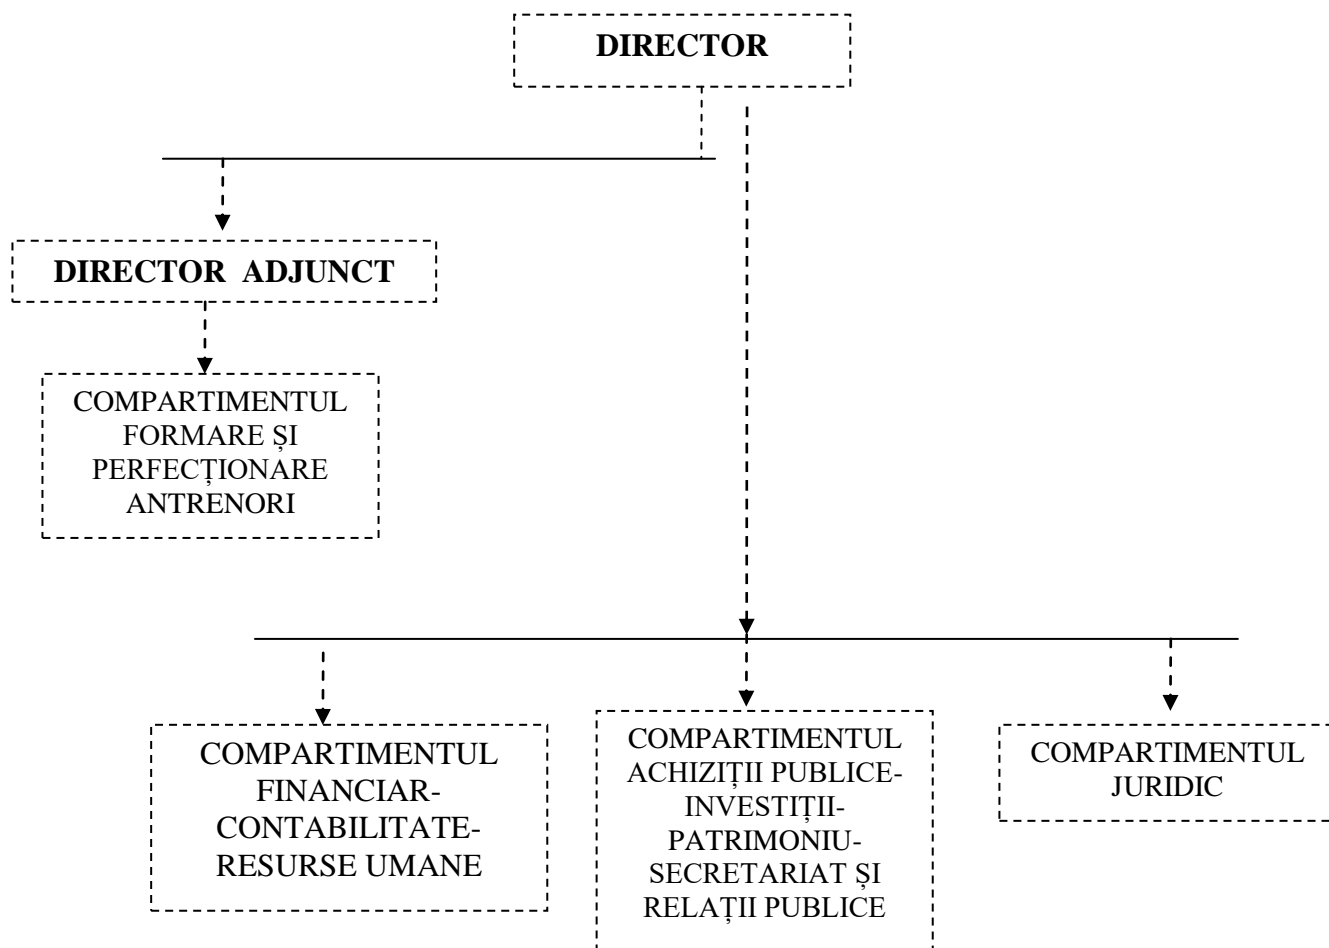 DIRECTOR
DIRECTOR ADJUNCT
COMPARTIMENTUL
FORMARE ȘI
PERFECȚIONARE
ANTRENORI
COMPARTIMENTUL
FINANCIAR-
CONTABILITATE-
RESURSE UMANE
COMPARTIMENTUL
ACHIZIȚII PUBLICE-
INVESTIȚII-
PATRIMONIU-
SECRETARIAT ȘI
RELAȚII PUBLICE
COMPARTIMENTUL
JURIDIC